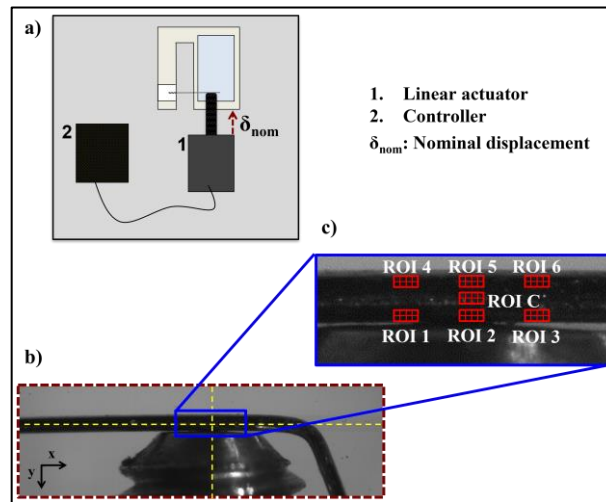 a)
2
1
δnom
1. Linear actuator
2. Controller
δnom: Nominal displacement
c)
ROI 4 ROI 5 ROI 6
ROI C
ROI 1 ROI 2 ROI 3
b)
x
y